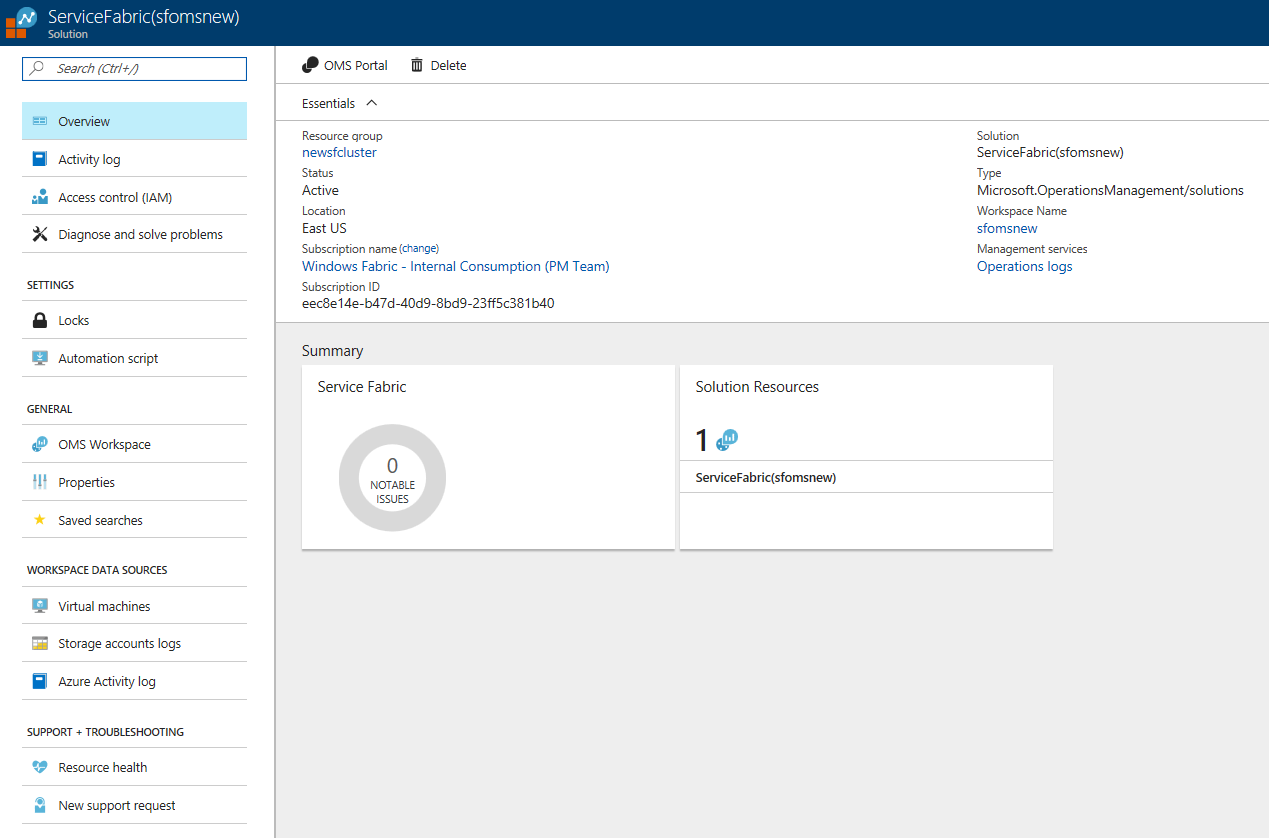 ServiceFabric(sfomsnew)
Solution
Search (Ctrl+/)
Overview
Activity log
Access control (IAM)
Diagnose and solve problems
SETTINGS
Locks
Automation script
GENERAL
OMS Workspace
Properties
Saved searches
WORKSPACE DATA SOURCES
Virtual machines
Storage accounts logs
Azure Activity log
SUPPORT + TROUBLESHOOTING
Resource health
New support request
OMS Portal
Delete
Essentials
Resource group
newsfcluster
Status
Active
Location
East US
Subscription name (change)
Windows Fabric - Internal Consumption (PM Team)
Subscription ID
eec8e14e-b47d-40d9-8bd9-23ff5c381b40
Solution
ServiceFabric(sfomsnew)
Type
Microsoft.OperationsManagement/solutions
Workspace Name
sfomsnew
Management services
Operations logs
Summary
Service Fabric
0
NOTABLE
ISSUES
Solution Resources
1
ServiceFabric(sfomsnew)